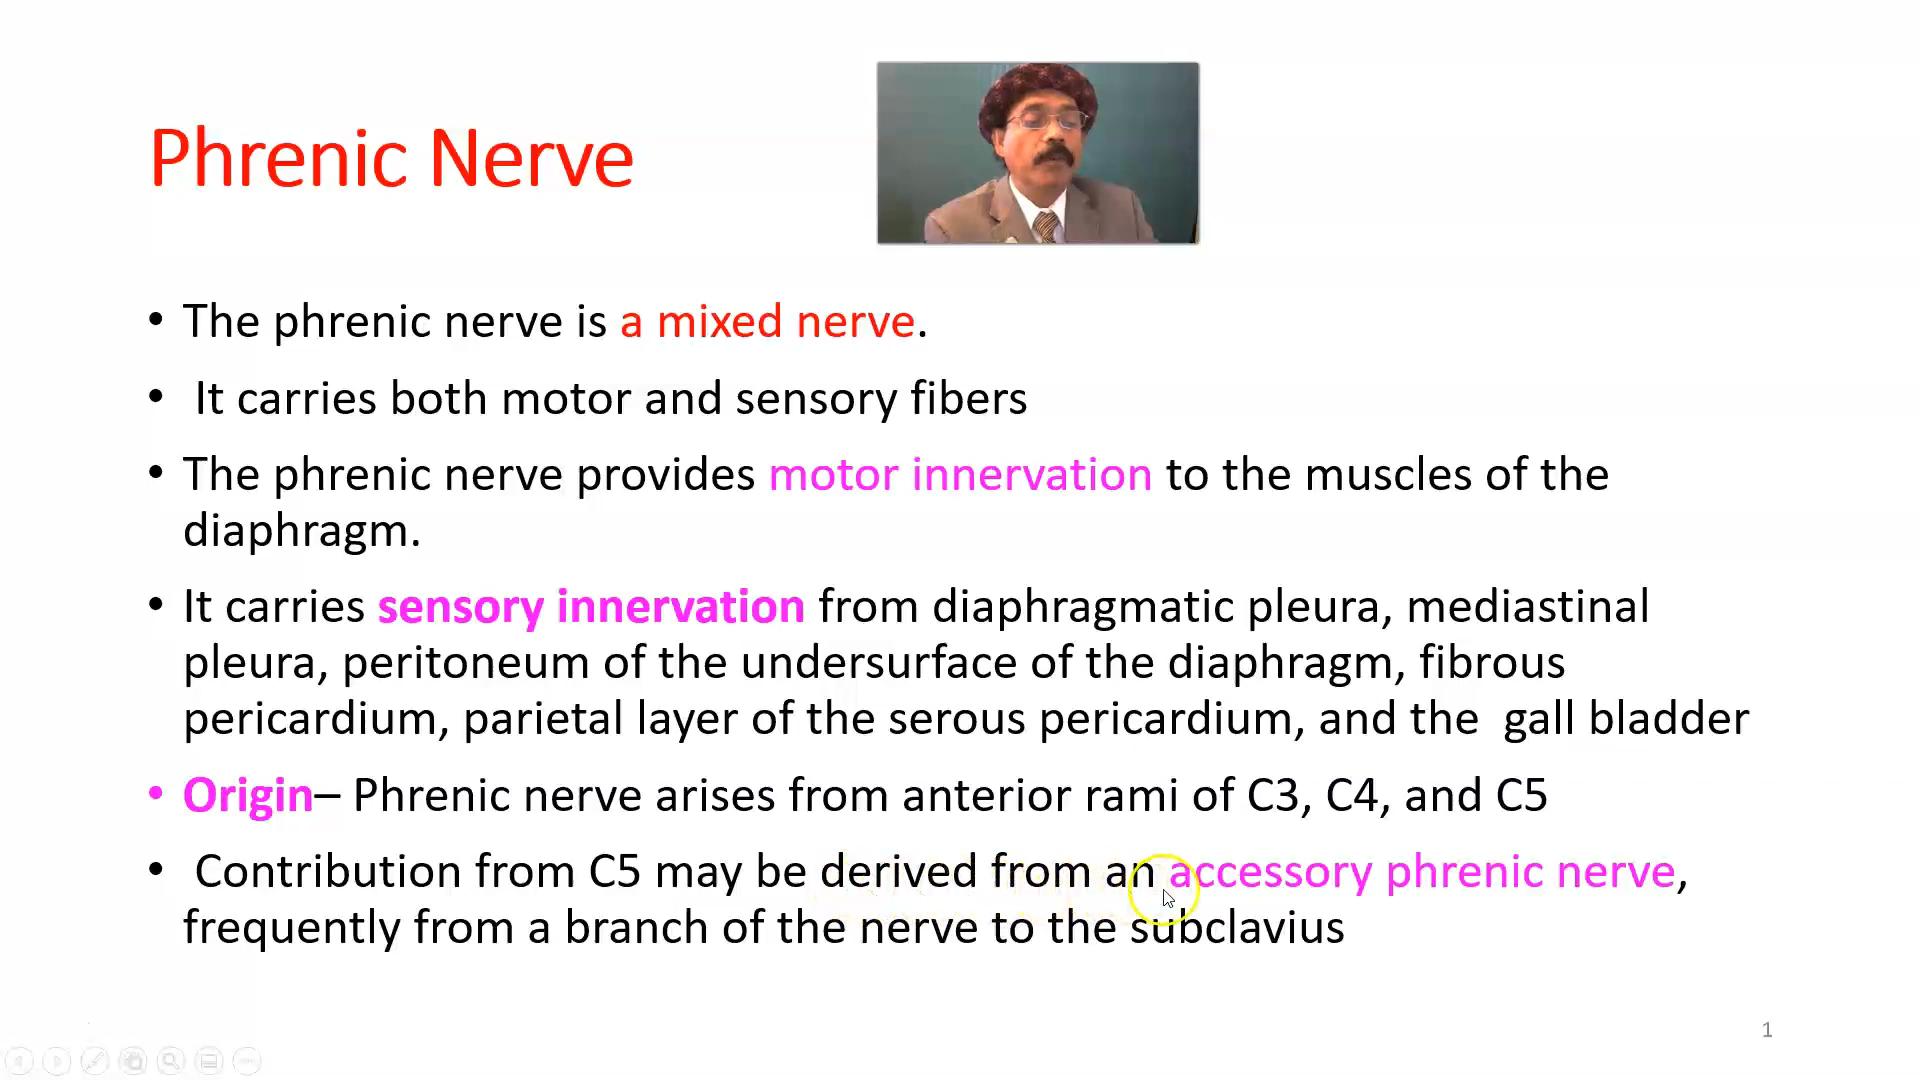 Phrenic Nerve
• The phrenic nerve is a mixed nerve.
• It carries both motor and sensory fibers
• The phrenic nerve provides motor innervation to the muscles of the
diaphragm.
• It carries sensory innervation from diaphragmatic pleura, mediastinal
pleura, peritoneum of the undersurface of the diaphragm, fibrous
pericardium, parietal layer of the serous pericardium, and the gall bladder
• Origin– Phrenic nerve arises from anterior rami of C3, C4, and C5
• Contribution from C5 may be derived from an accessory phrenic nerve,
frequently from a branch of the nerve to the subclavius
1